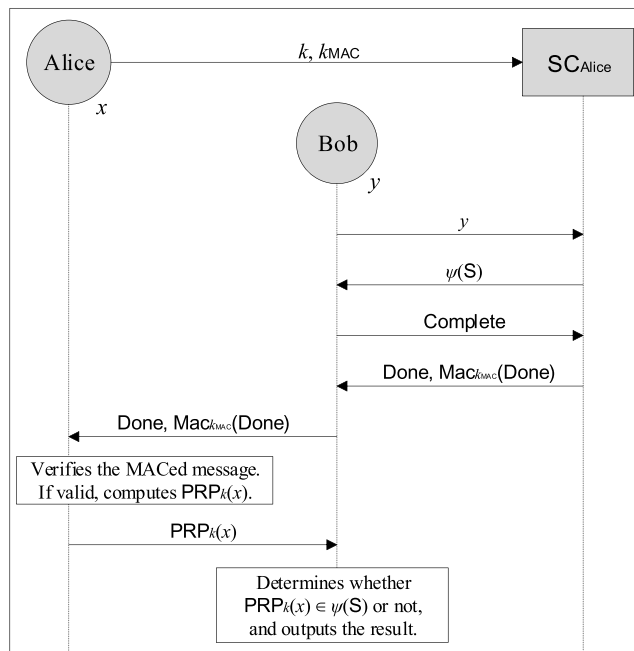 Alice
k, kMAC
SCAlice
x
Bob
y
y
ψ(S)
Complete
Done, MackMAC(Done)
Done, MackMAC(Done)
Verifies the MACed message.
If valid, computes PRPk(x).
PRPk(x)
Determines whether
PRPk(x) ∈ ψ(S) or not,
and outputs the result.